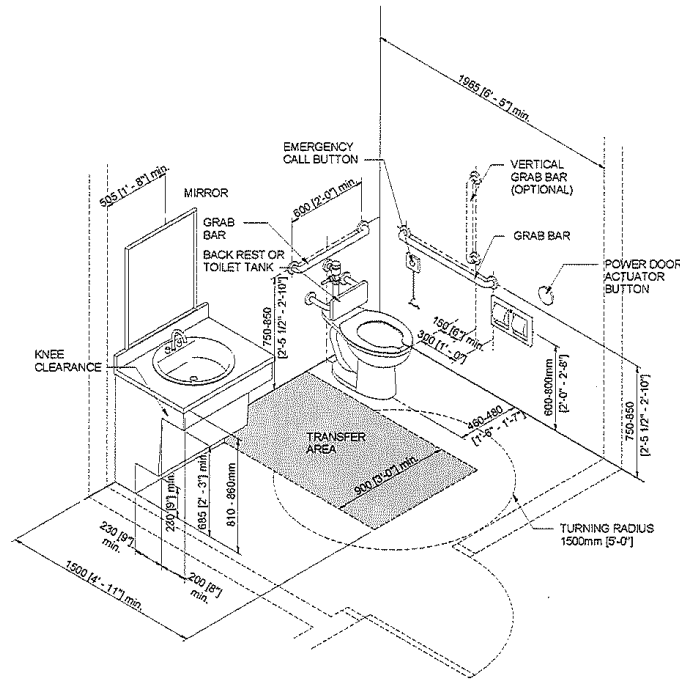 1965 [6' - 5"] min.
EMERGENCY
CALL BUTTON
VERTICAL
GRAB BAR
(OPTIONAL)
505 [1' - 8"] min.
MIRROR
600 [2'-0"] min.
GRAB
BAR
GRAB BAR
BACK REST OR
TOILET TANK
POWER DOOR
ACTUATOR
BUTTON
750-850
[2'-5 1/2" - 2'-10"]
150 [6"] min.
300 [1' -0"]
KNEE
CLEARANCE
600-800mm
[2'-0" - 2'-8"]
750-850
[2'-5 1/2" - 2'-10"]
460-480
[1'-6" - 1'-7"]
TRANSFER
AREA
900 [3'-0"] min.
230 [9"] min.
685 [2' - 3"] min.
810 - 860mm
TURNING RADIUS
1500mm [5'-0"]
230 [9"]
min.
200 [8"]
min.
1500 [4' - 11"] min.